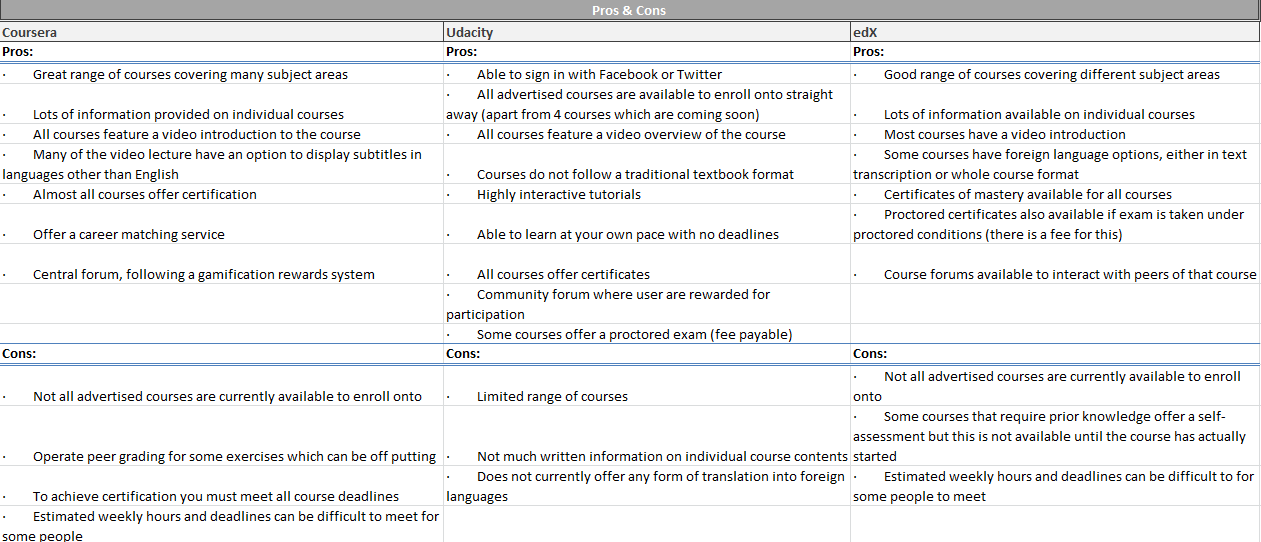 Pros & Cons
Coursera
Udacity
edX
Pros:
Pros:
Pros:
· Great range of courses covering many subject areas
· Able to sign in with Facebook or Twitter
· Good range of courses covering different subject areas
· Lots of information provided on individual courses
· All advertised courses are available to enroll onto straight
away (apart from 4 courses which are coming soon)
· Lots of information available on individual courses
· All courses feature a video introduction to the course
· All courses feature a video overview of the course
· Most courses have a video introduction
· Many of the video lecture have an option to display subtitles in
languages other than English
· Courses do not follow a traditional textbook format
· Some courses have foreign language options, either in text
transcription or whole course format
· Almost all courses offer certification
· Highly interactive tutorials
· Certificates of mastery available for all courses
· Offer a career matching service
· Able to learn at your own pace with no deadlines
· Proctored certificates also available if exam is taken under
proctored conditions (there is a fee for this)
· Central forum, following a gamification rewards system
· All courses offer certificates
· Course forums available to interact with peers of that course
· Community forum where user are rewarded for
participation
· Some courses offer a proctored exam (fee payable)
Cons:
Cons:
Cons:
· Not all advertised courses are currently available to enroll onto
· Limited range of courses
· Not all advertised courses are currently available to enroll
onto
· Operate peer grading for some exercises which can be off putting
· Not much written information on individual course contents
· Some courses that require prior knowledge offer a self-
assessment but this is not available until the course has actually
started
· To achieve certification you must meet all course deadlines
· Does not currently offer any form of translation into foreign
languages
· Estimated weekly hours and deadlines can be difficult to for
some people to meet
· Estimated weekly hours and deadlines can be difficult to meet for
some people